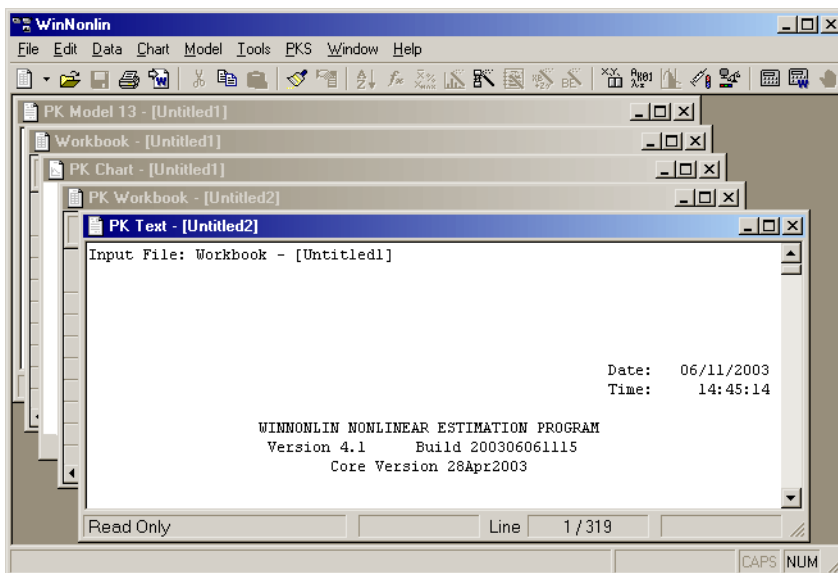 WinNonlin
File Edit Data Chart Model Tools PKS Window Help
PK Model 13 - [Untitled1]
Workbook - [Untitled1]
PK Chart - [Untitled1]
PK Workbook - [Untitled2]
PK Text - [Untitled2]
Input File: Workbook - [Untitled1]
Date: 06/11/2003
Time: 14:45:14
WINNONLIN NONLINEAR ESTIMATION PROGRAM
Version 4.1 Build 200306061115
Core Version 28Apr2003
Read Only Line 1 / 319
CAPS NUM